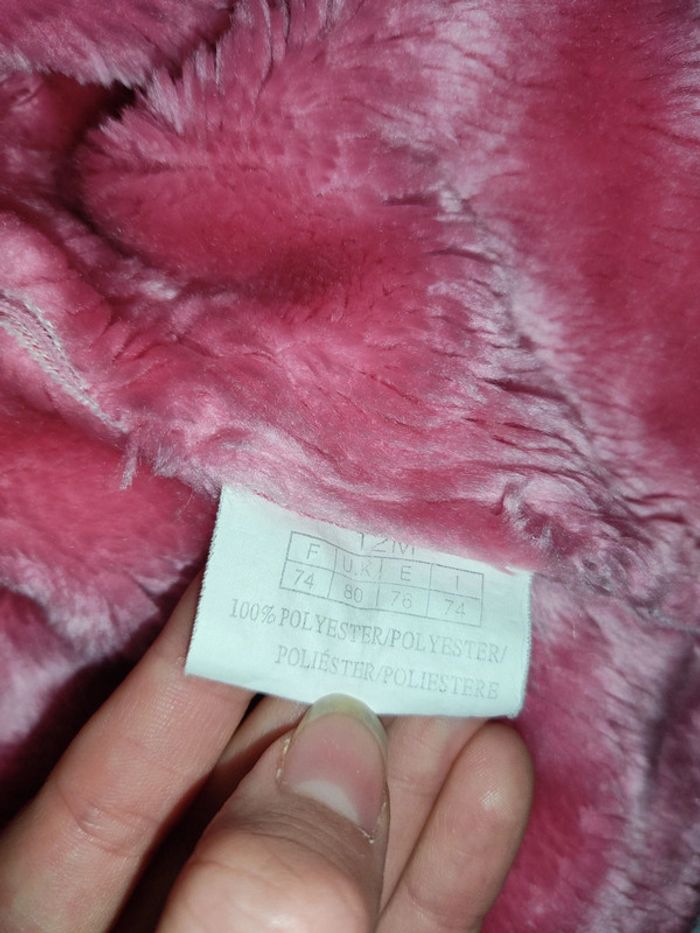 12M
F U.K E I
74 80 76 74
100% POLYESTER/POLYESTER/
POLIÉSTER/POLIESTERE